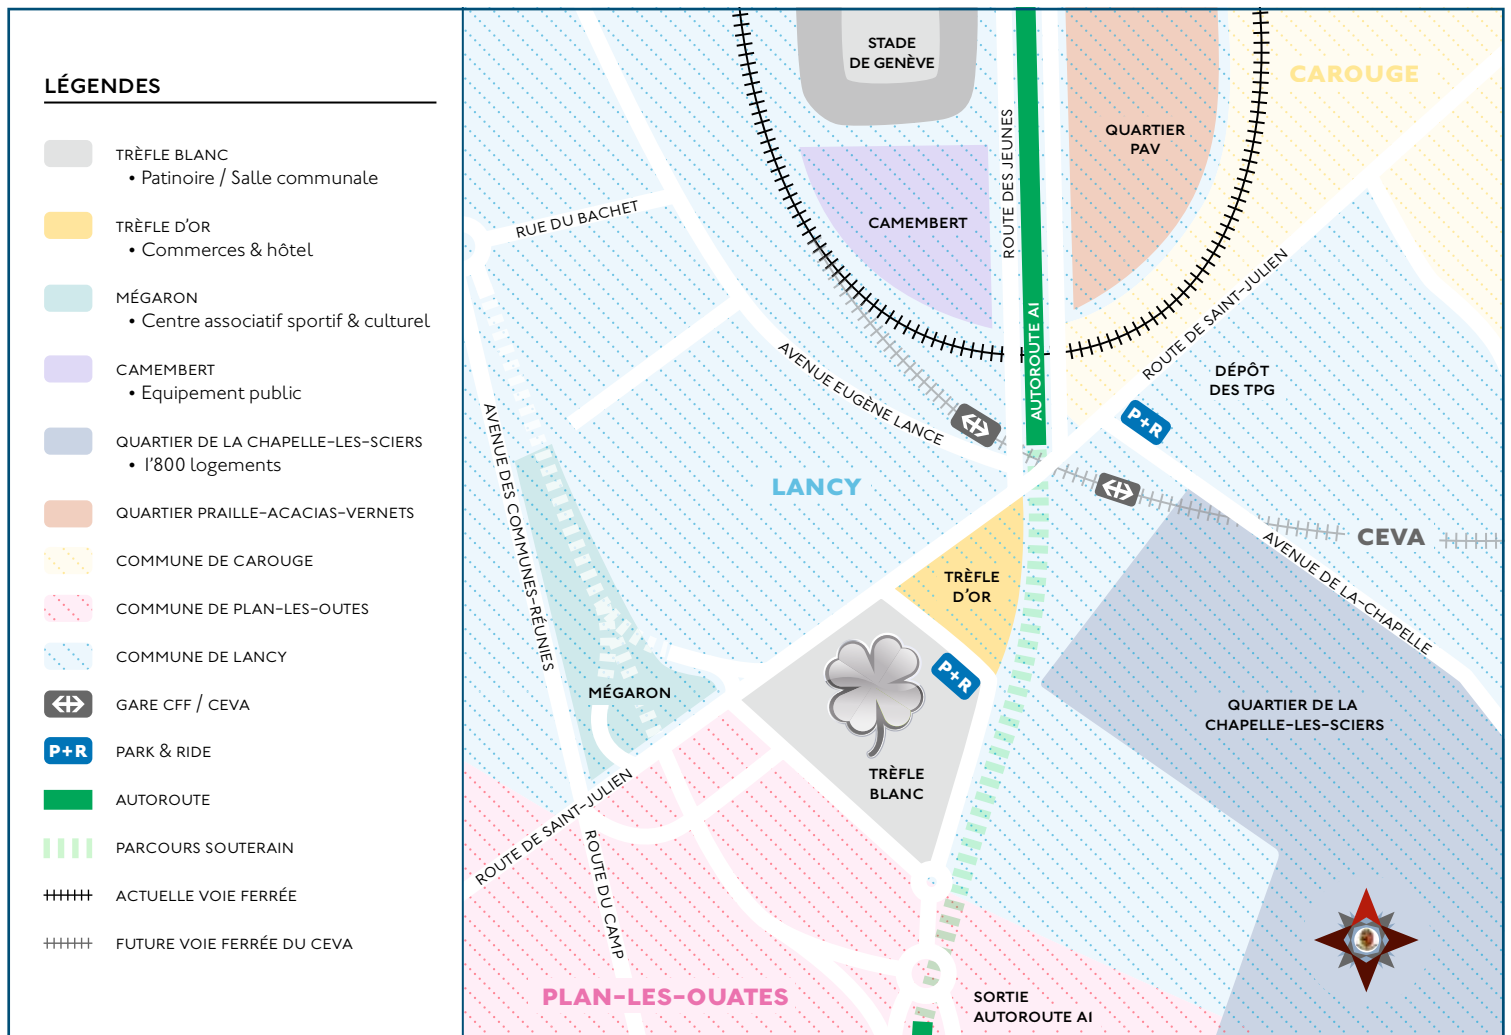 LÉGENDES
TRÈFLE BLANC
• Patinoire / Salle communale
TRÈFLE D'OR
• Commerces & hôtel
MÉGARON
• Centre associatif sportif & culturel
CAMEMBERT
• Equipement public
QUARTIER DE LA CHAPELLE-LES-SCIERS
• 1'800 logements
QUARTIER PRAILLE-ACACIAS-VERNETS
COMMUNE DE CAROUGE
COMMUNE DE PLAN-LES-OUTES
COMMUNE DE LANCY
GARE CFF / CEVA
P+R
PARK & RIDE
AUTOROUTE
PARCOURS SOUTERAIN
ACTUELLE VOIE FERRÉE
FUTURE VOIE FERRÉE DU CEVA
STADE
DE GENÈVE
CAROUGE
QUARTIER
PAV
ROUTE DES JEUNES
CAMEMBERT
RUE DU BACHET
AUTOROUTE A1
ROUTE DE SAINT-JULIEN
AVENUE EUGÈNE LANCE
DÉPÔT
DES TPG
P+R
AVENUE DES COMMUNES-RÉUNIES
LANCY
CEVA
AVENUE DE LA-CHAPELLE
TRÈFLE
D'OR
P+R
MÉGARON
QUARTIER DE LA
CHAPELLE-LES-SCIERS
TRÈFLE
BLANC
ROUTE DE SAINT-JULIEN
ROUTE DU CAMP
PLAN-LES-OUATES
SORTIE
AUTOROUTE A1